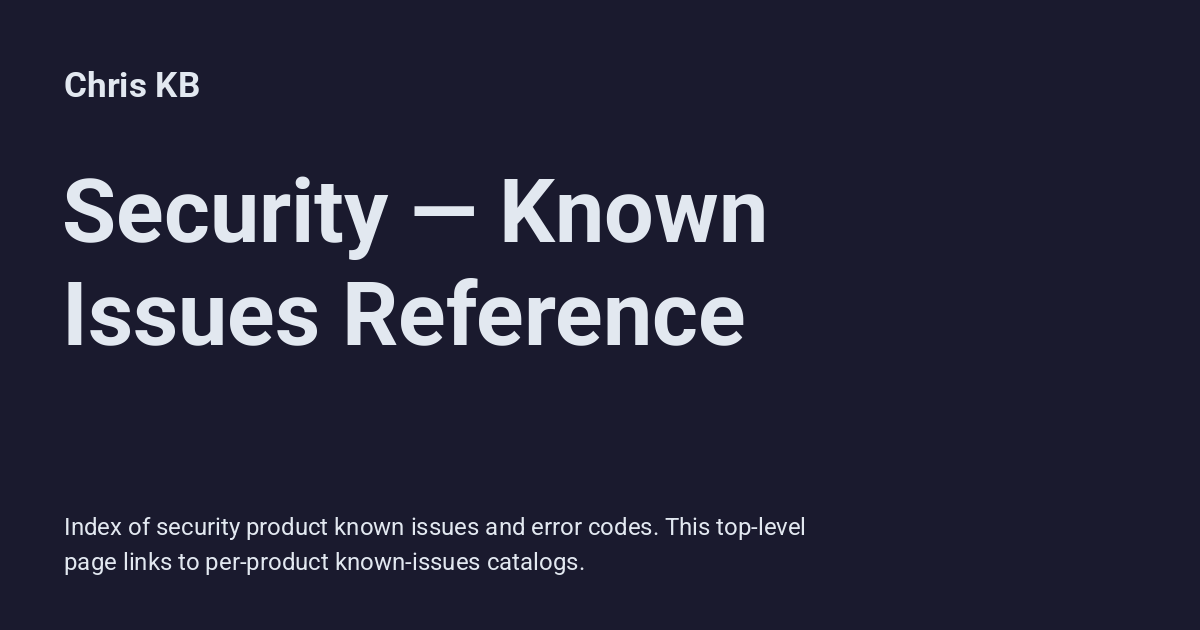 Chris KB
Security — Known
Issues Reference
Index of security product known issues and error codes. This top-level
page links to per-product known-issues catalogs.